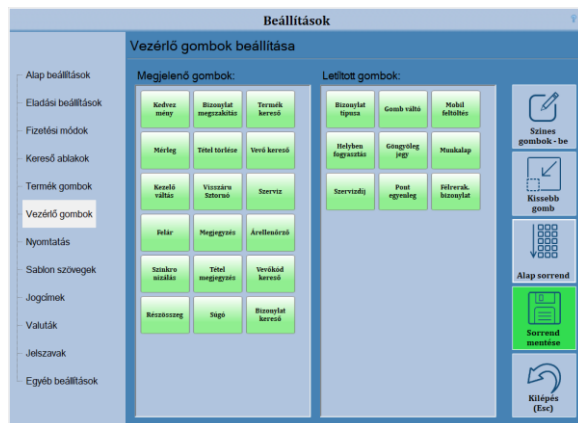 Beállítások
?
Vezérlő gombok beállítása
Alap beállítások
Eladási beállítások
Fizetési módok
Kereső ablakok
Termék gombok
Vezérlő gombok
Nyomtatás
Sablon szövegek
Jogcímek
Valuták
Jelszavak
Egyéb beállítások
Megjelenő gombok:
Kedvez
mény
Bizonylat
megszakítás
Termék
kereső
Mérleg
Tétel törlése
Vevő kereső
Kezelő
váltás
Visszáru
Sztornó
Szerviz
Felár
Megjegyzés
Árellenőrző
Szinkro
nizálás
Tétel
megjegyzés
Vevőkód
kereső
Részösszeg
Súgó
Bizonylat
kereső
Letiltott gombok:
Bizonylat
típusa
Gomb váltó
Mobil
feltöltés
Helyben
fogyasztás
Göngyöleg
jegy
Munkalap
Szervizdíj
Pont
egyenleg
Félrerak.
bizonylat
Színes
gombok - be
Kissebb
gomb
Alap sorrend
Sorrend
mentése
Kilépés
(Esc)